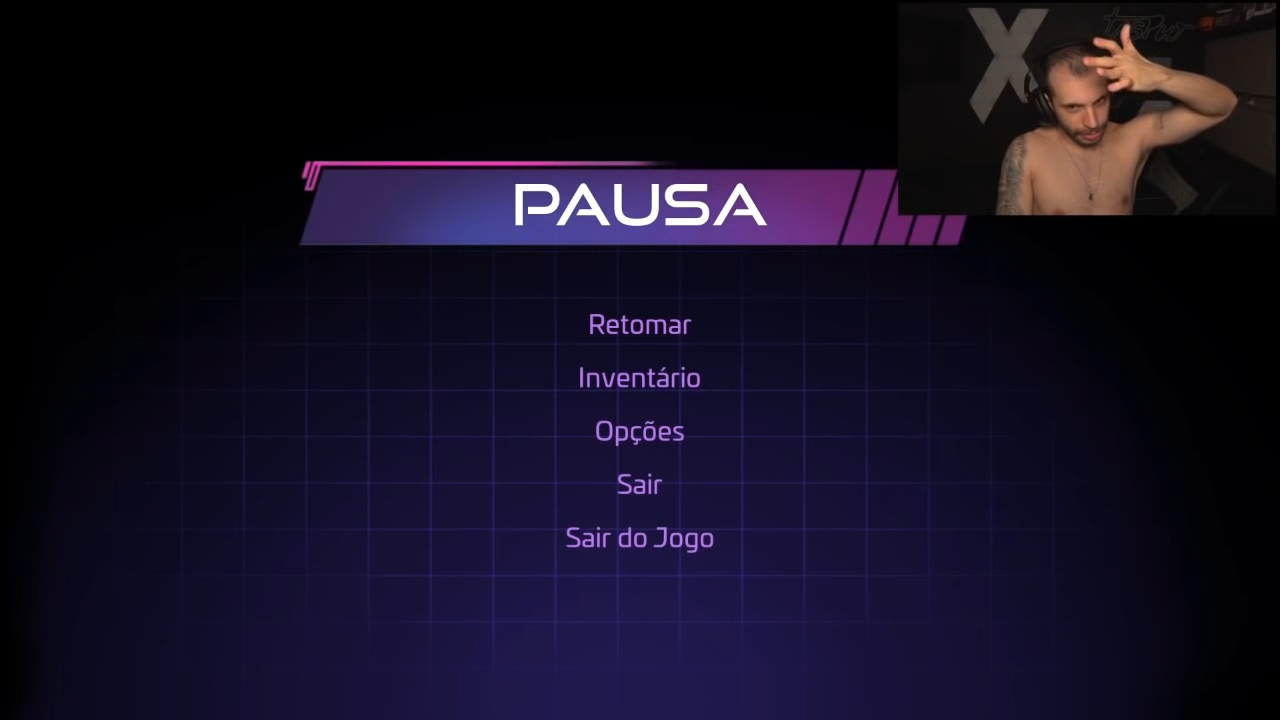 PAUSA
Retomar
Inventário
Opções
Sair
Sair do Jogo